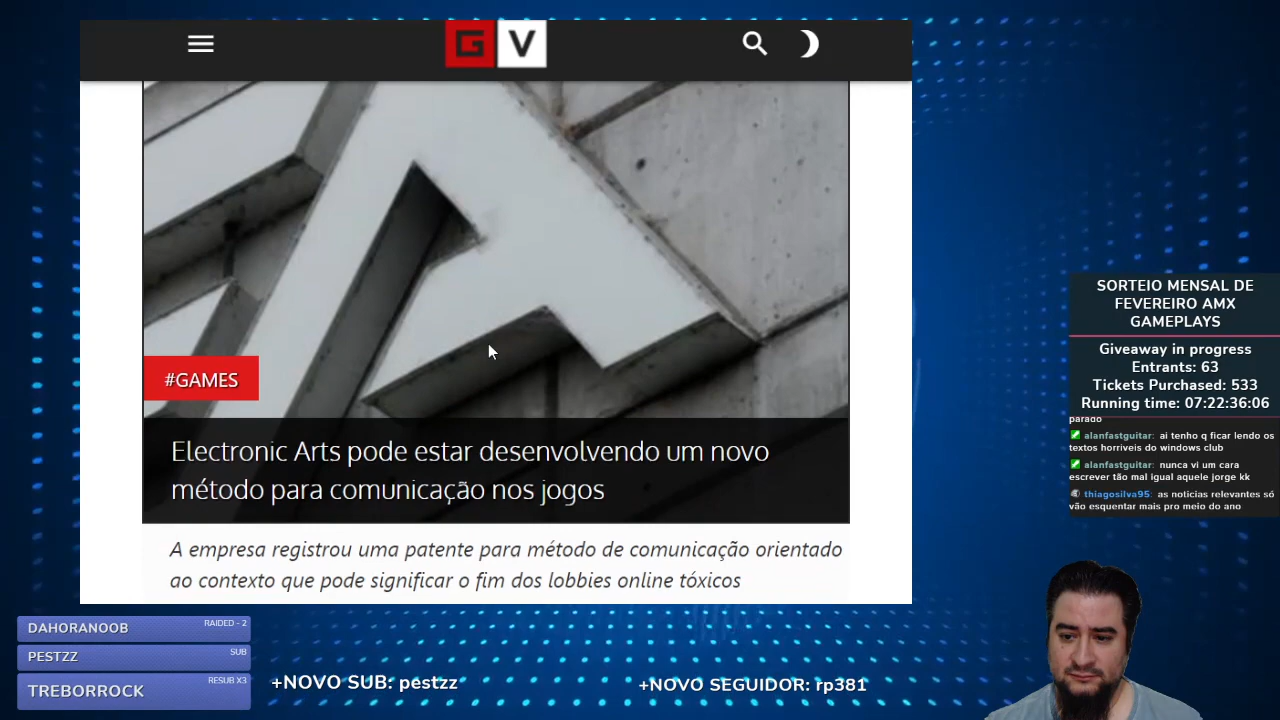 G V
#GAMES
Electronic Arts pode estar desenvolvendo um novo
método para comunicação nos jogos
A empresa registrou uma patente para método de comunicação orientado
ao contexto que pode significar o fim dos lobbies online tóxicos
SORTEIO MENSAL DE
FEVEREIRO AMX
GAMEPLAYS
Giveaway in progress
Entrants: 63
Tickets Purchased: 533
Running time: 07:22:36:06
parado
alanfastguitar: ai tenho q ficar lendo os
textos horriveis do windows club
alanfastguitar: nunca vi um cara
escrever tão mal igual aquele jorge kk
thiagosilva95: as noticias relevantes só
vão esquentar mais pro meio do ano
DAHORANOOB RAIDED - 2
PESTZZ SUB
TREBORROCK RESUB X3
+NOVO SUB: pestzz
+NOVO SEGUIDOR: rp381